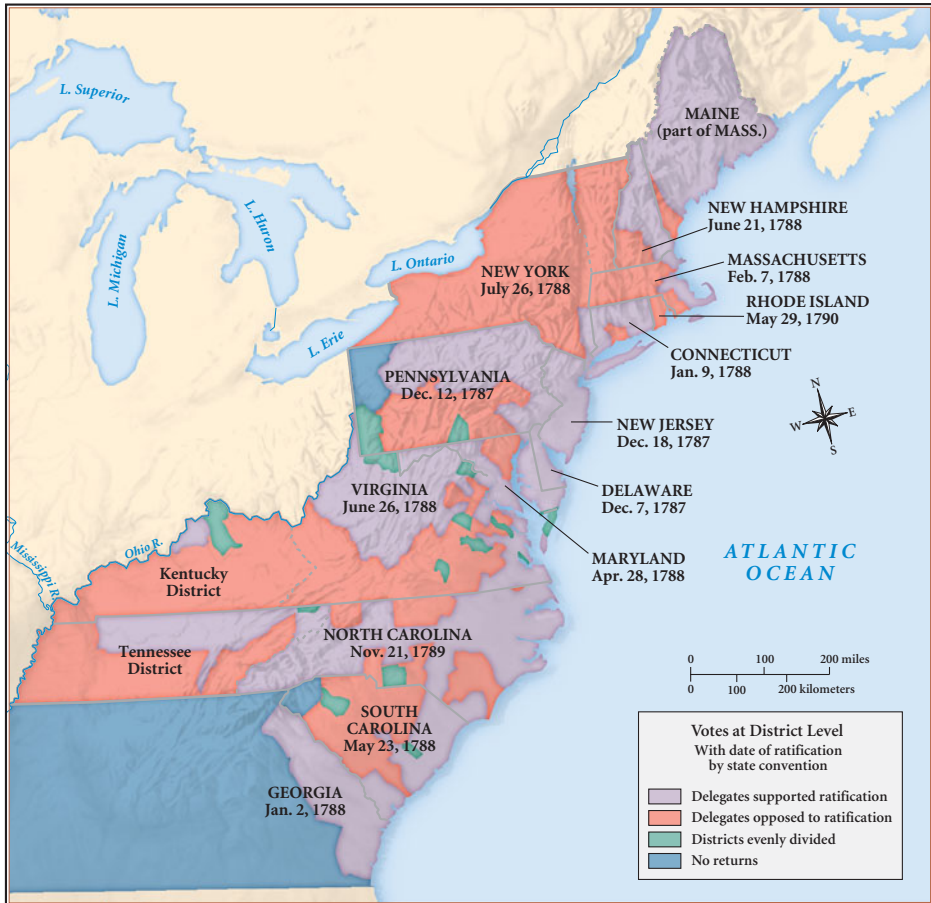 L. Superior
MAINE
(part of MASS.)
L. Michigan
L. Huron
NEW HAMPSHIRE
June 21, 1788
L. Ontario
MASSACHUSETTS
Feb. 7, 1788
NEW YORK
July 26, 1788
RHODE ISLAND
May 29, 1790
L. Erie
CONNECTICUT
Jan. 9, 1788
PENNSYLVANIA
Dec. 12, 1787
N
W
E
S
NEW JERSEY
Dec. 18, 1787
VIRGINIA
June 26, 1788
DELAWARE
Dec. 7, 1787
Ohio R.
Mississippi R.
MARYLAND
Apr. 28, 1788
ATLANTIC
OCEAN
Kentucky
District
Tennessee
District
NORTH CAROLINA
Nov. 21, 1789
0 100 200 miles
0 100 200 kilometers
SOUTH
CAROLINA
May 23, 1788
GEORGIA
Jan. 2, 1788
Votes at District Level
With date of ratification
by state convention
Delegates supported ratification
Delegates opposed to ratification
Districts evenly divided
No returns